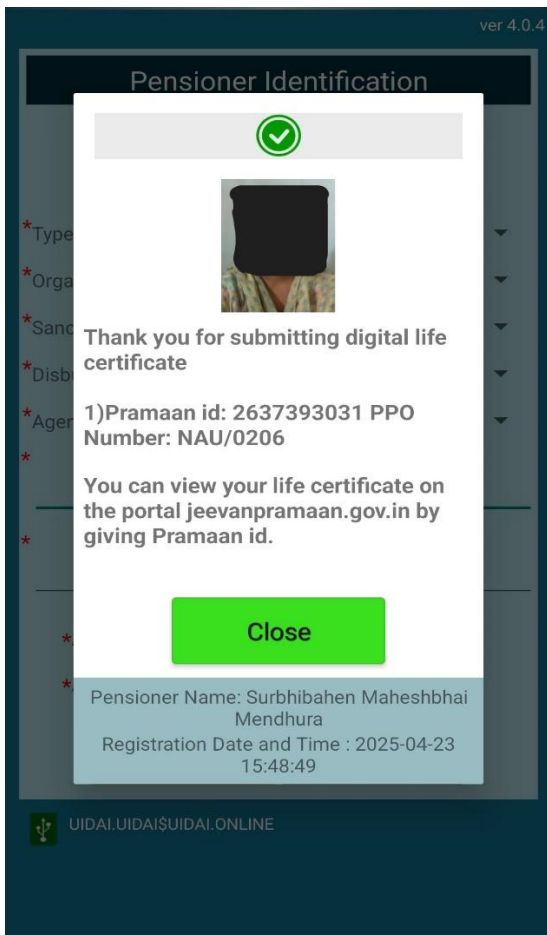 ver 4.0.4
Pensioner Identification
Thank you for submitting digital life
certificate
*Type
*Orga
*Sanc
*Disb
*Agen
*
*
*
*
1)Pramaan id: 2637393031 PPO
Number: NAU/0206
You can view your life certificate on
the portal jeevanpramaan.gov.in by
giving Pramaan id.
Close
Pensioner Name: Surbhibahen Maheshbhai
Mendhura
Registration Date and Time : 2025-04-23
15:48:49
UIDAI.UIDAI$UIDAI.ONLINE